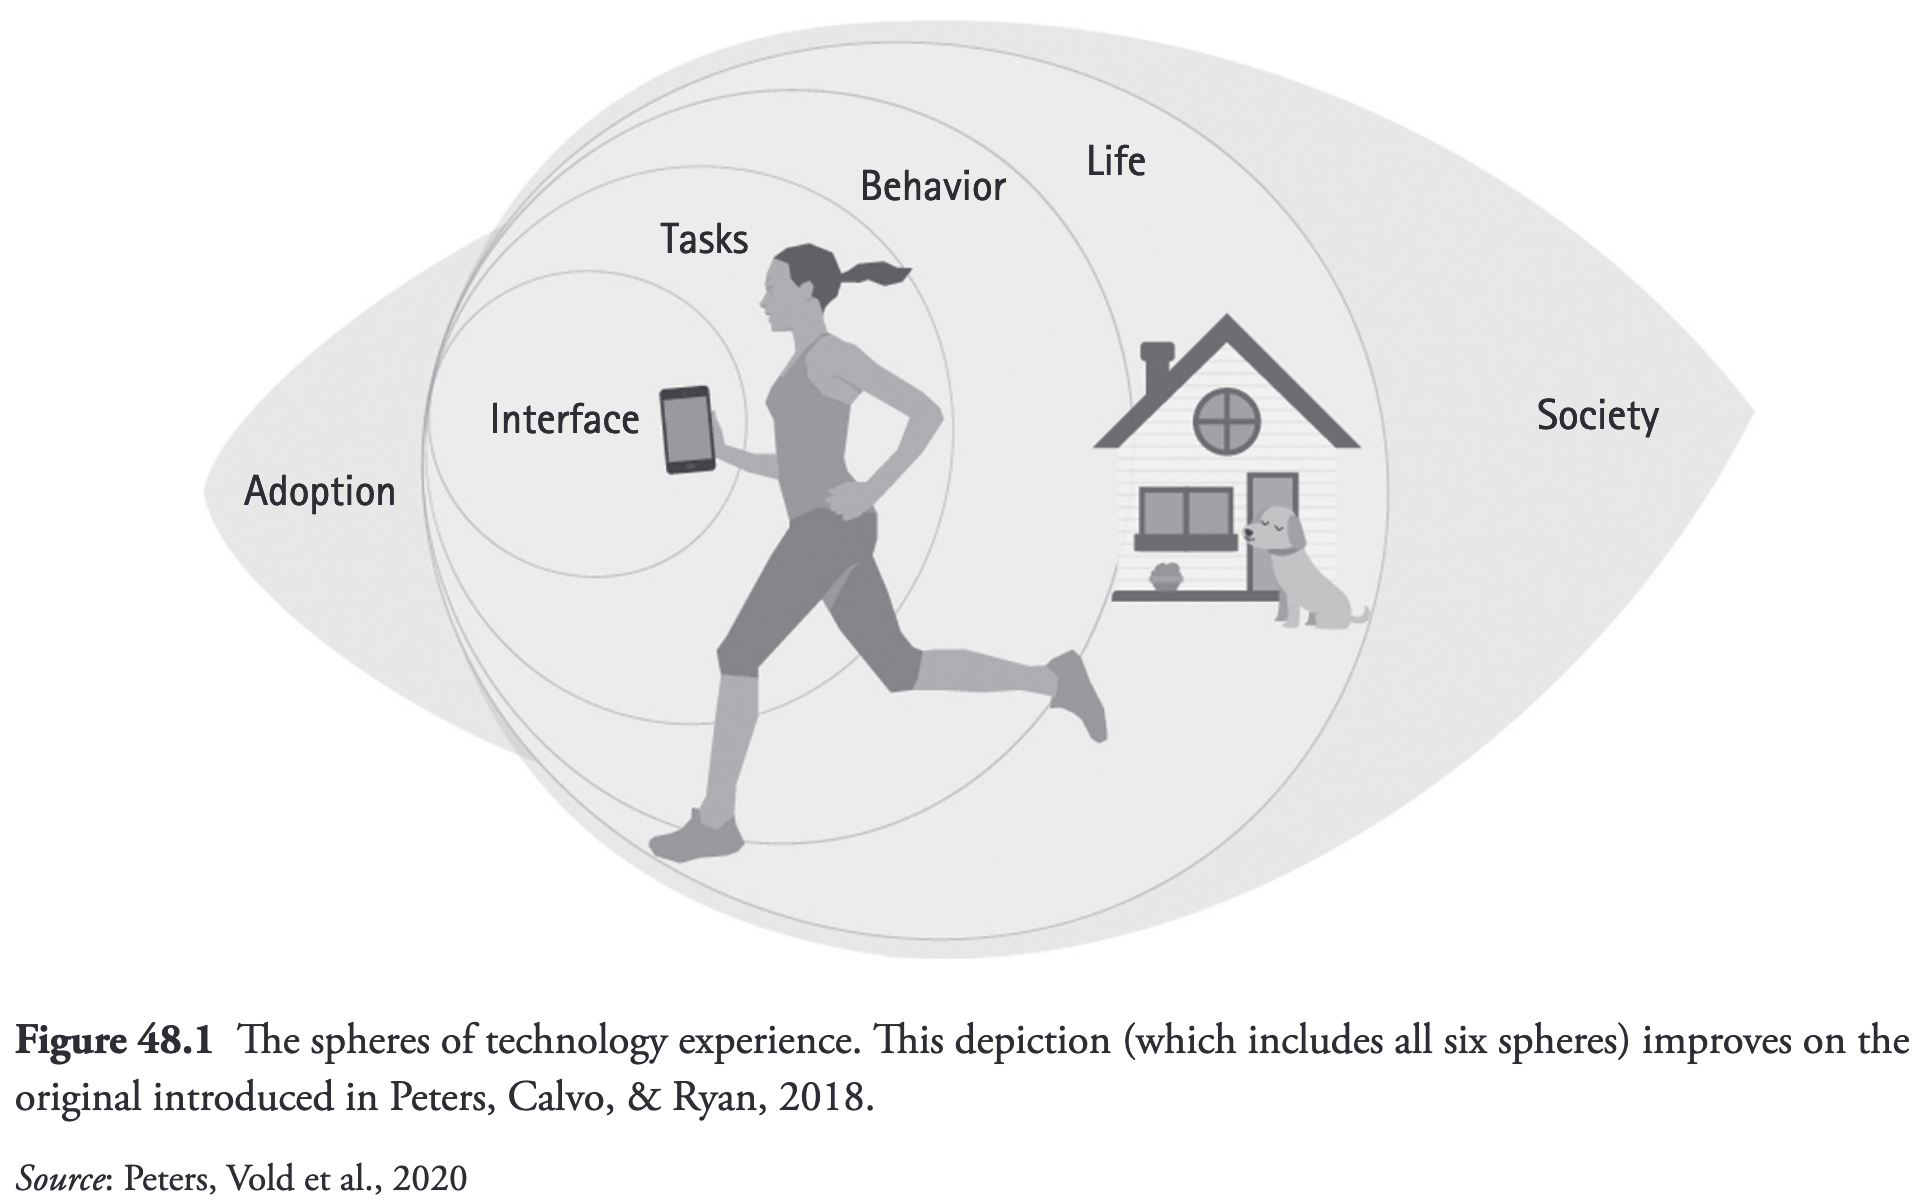 Life
Behavior
Tasks
Interface
Society
Adoption
Figure 48.1 The spheres of technology experience. This depiction (which includes all six spheres) improves on the
original introduced in Peters, Calvo, & Ryan, 2018.
Source: Peters, Vold et al., 2020